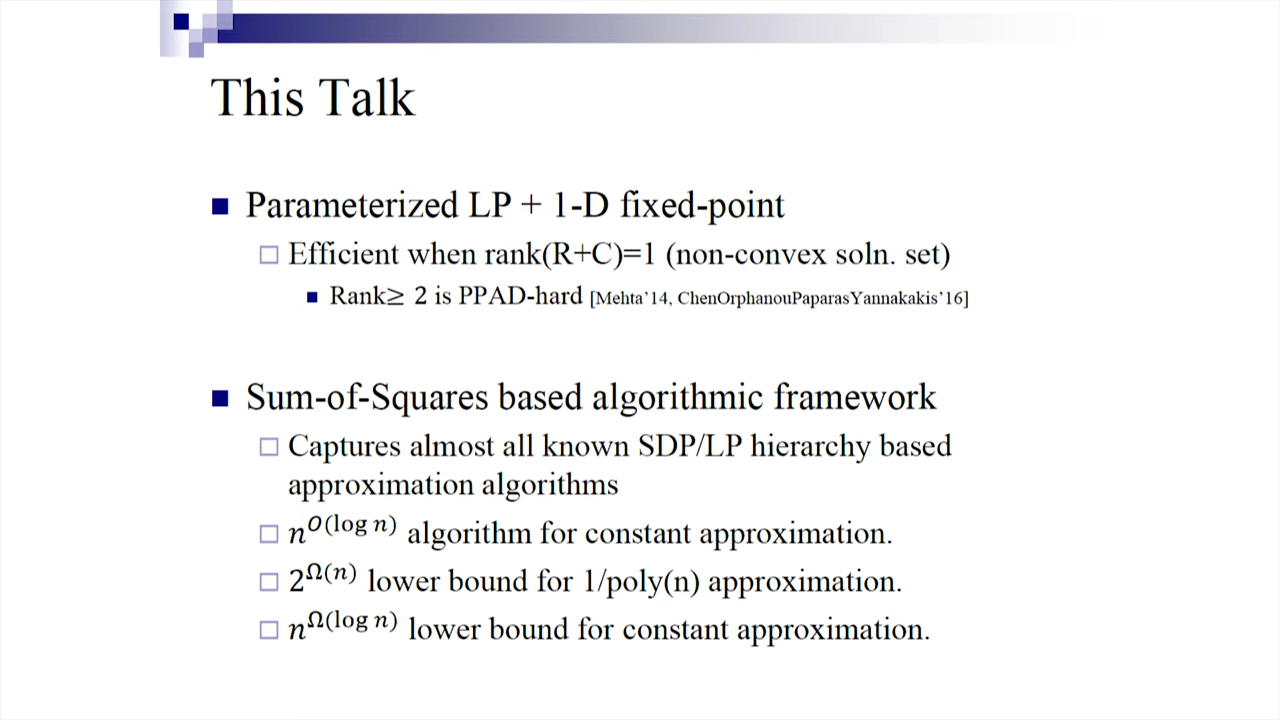 This Talk
Parameterized LP + 1-D fixed-point
Efficient when rank(R+C)=1 (non-convex soln. set)
Rank≥ 2 is PPAD-hard [Mehta’14, ChenOrphanouPaparasYannakakis’16]
Sum-of-Squares based algorithmic framework
Captures almost all known SDP/LP hierarchy based
approximation algorithms
n^{O(log n)} algorithm for constant approximation.
2^{Ω(n)} lower bound for 1/poly(n) approximation.
n^{Ω(log n)} lower bound for constant approximation.